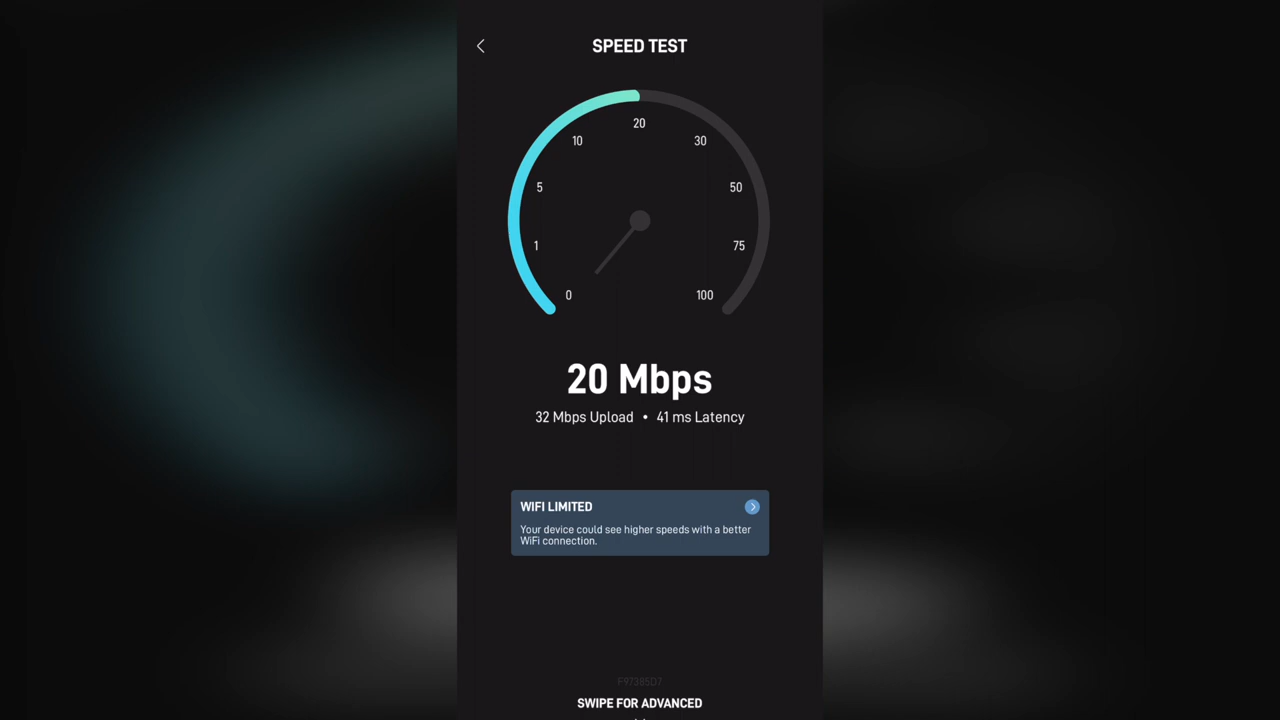 SPEED TEST
20
10
30
5
50
1
75
0
100
20 Mbps
32 Mbps Upload • 41 ms Latency
WIFI LIMITED
Your device could see higher speeds with a better
WiFi connection.
F97385D7
SWIPE FOR ADVANCED